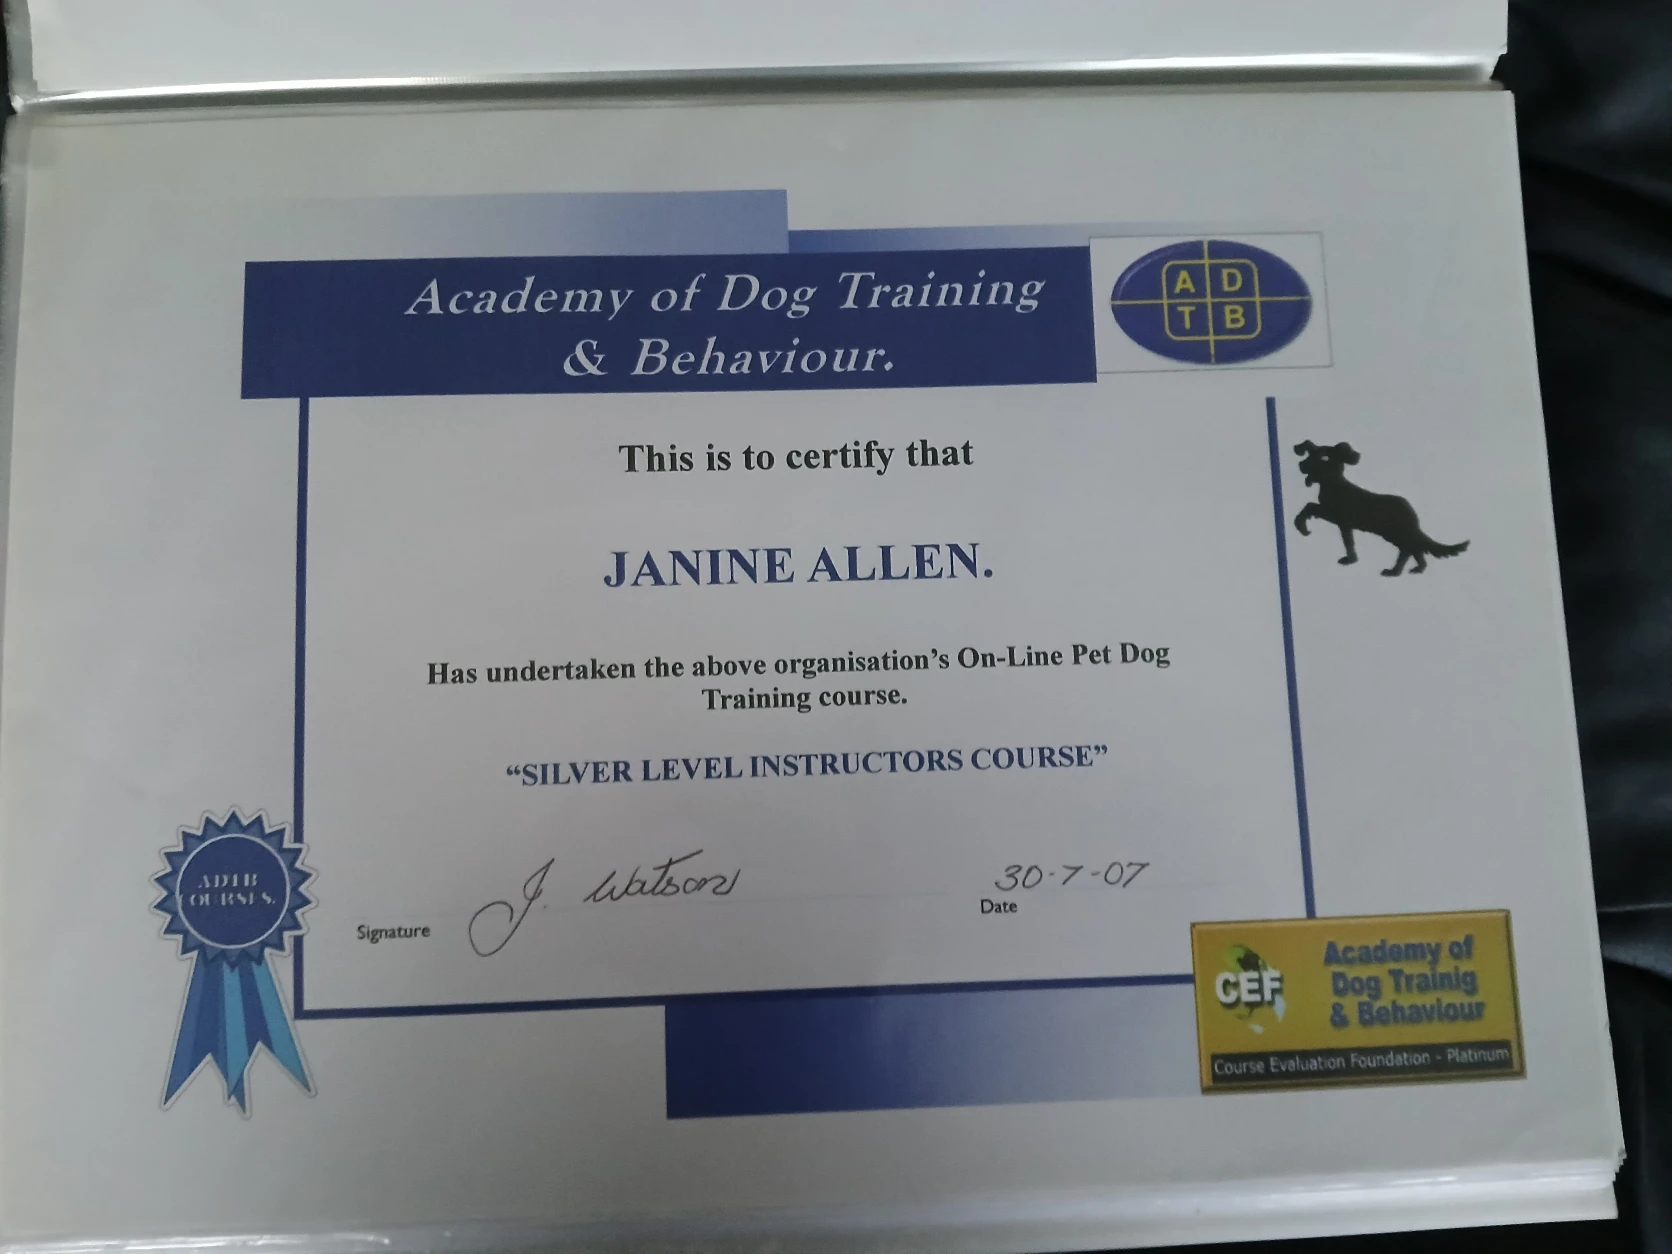 Academy of Dog Training
& Behaviour.
A D
T B
This is to certify that
JANINE ALLEN.
Has undertaken the above organisation's On-Line Pet Dog
Training course.
“SILVER LEVEL INSTRUCTORS COURSE”
Signature J. Watson
30-7-07
Date
ADTB
COURSES.
CEF
Academy of
Dog Trainig
& Behaviour
Course Evaluation Foundation - Platinum